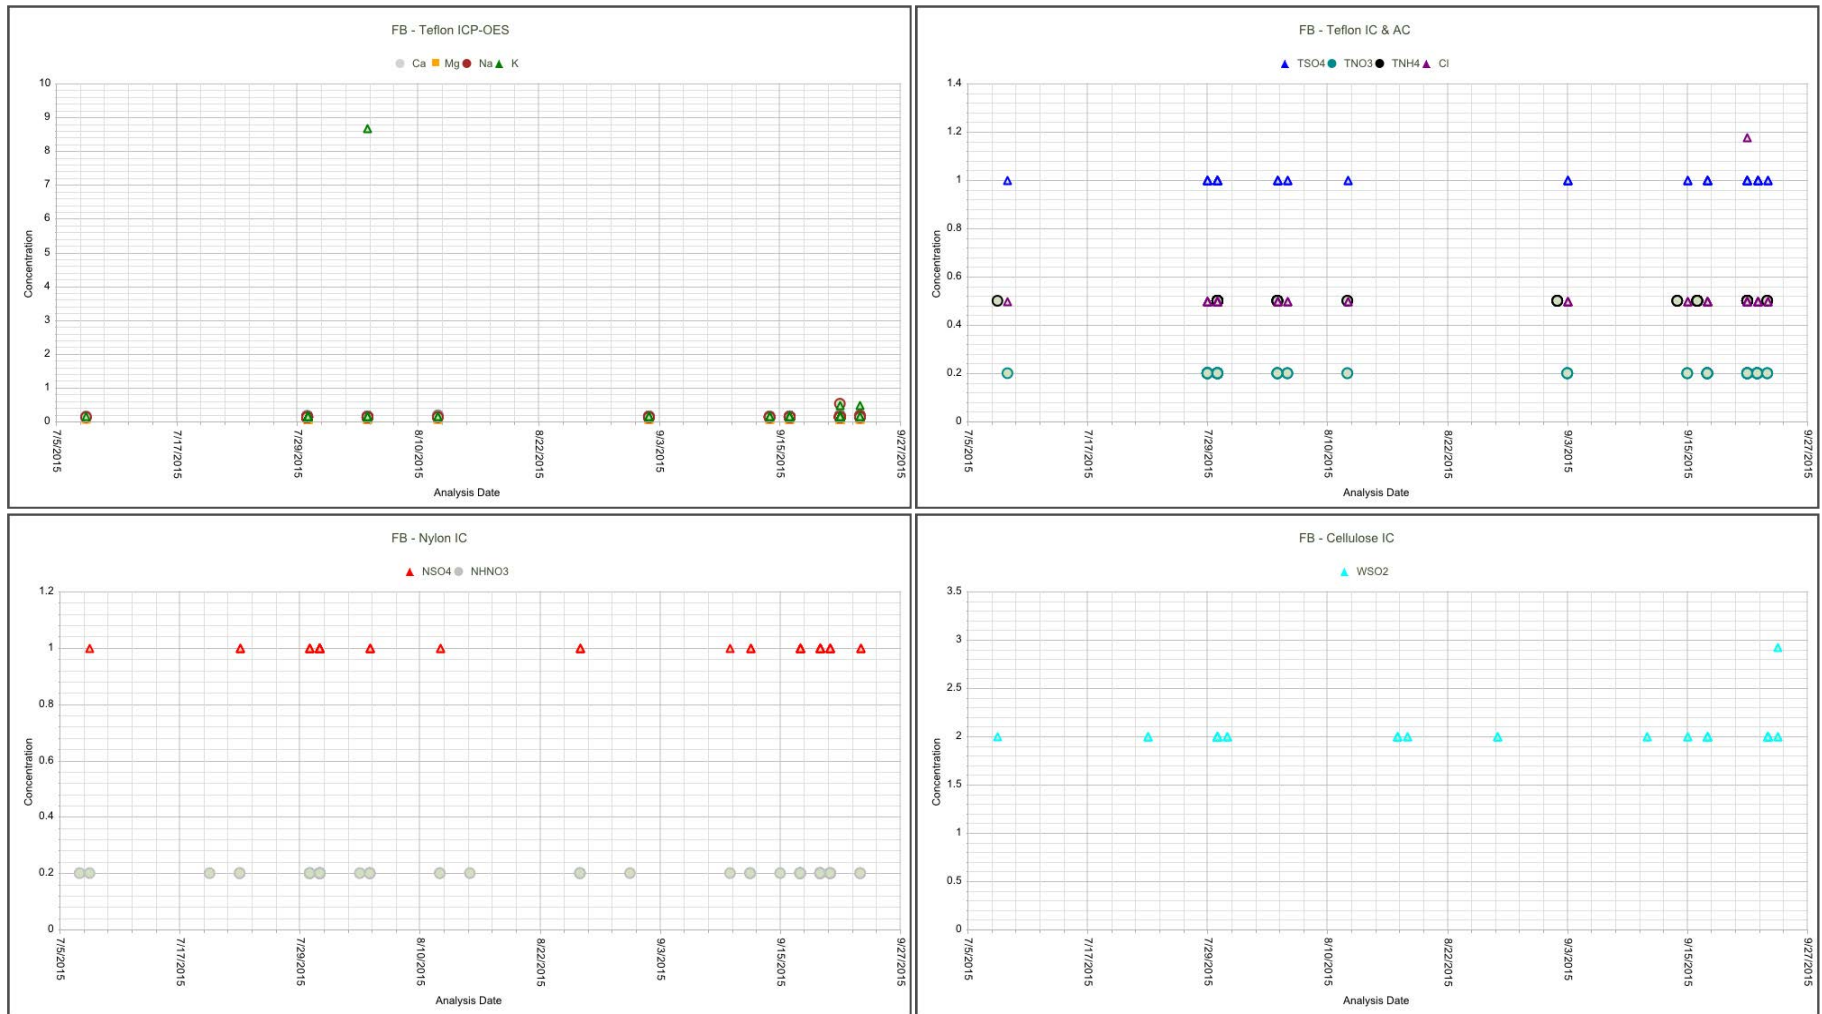 FB - Teflon ICP-OES
Ca Mg Na K
10
9
8
7
6
5
4
3
2
1
0
Concentration
7/5/2015 7/17/2015 7/29/2015 8/10/2015 8/22/2015 9/3/2015 9/15/2015 9/27/2015
Analysis Date
FB - Teflon IC & AC
TSO4 TNO3 TNH4 Cl
1.4
1.2
1
0.8
0.6
0.4
0.2
0
Concentration
7/5/2015 7/17/2015 7/29/2015 8/10/2015 8/22/2015 9/3/2015 9/15/2015 9/27/2015
Analysis Date
FB - Nylon IC
NSO4 NHNO3
1.2
1
0.8
0.6
0.4
0.2
0
Concentration
7/5/2015 7/17/2015 7/29/2015 8/10/2015 8/22/2015 9/3/2015 9/15/2015 9/27/2015
Analysis Date
FB - Cellulose IC
WSO2
3.5
3
2.5
2
1.5
1
0.5
0
Concentration
7/5/2015 7/17/2015 7/29/2015 8/10/2015 8/22/2015 9/3/2015 9/15/2015 9/27/2015
Analysis Date